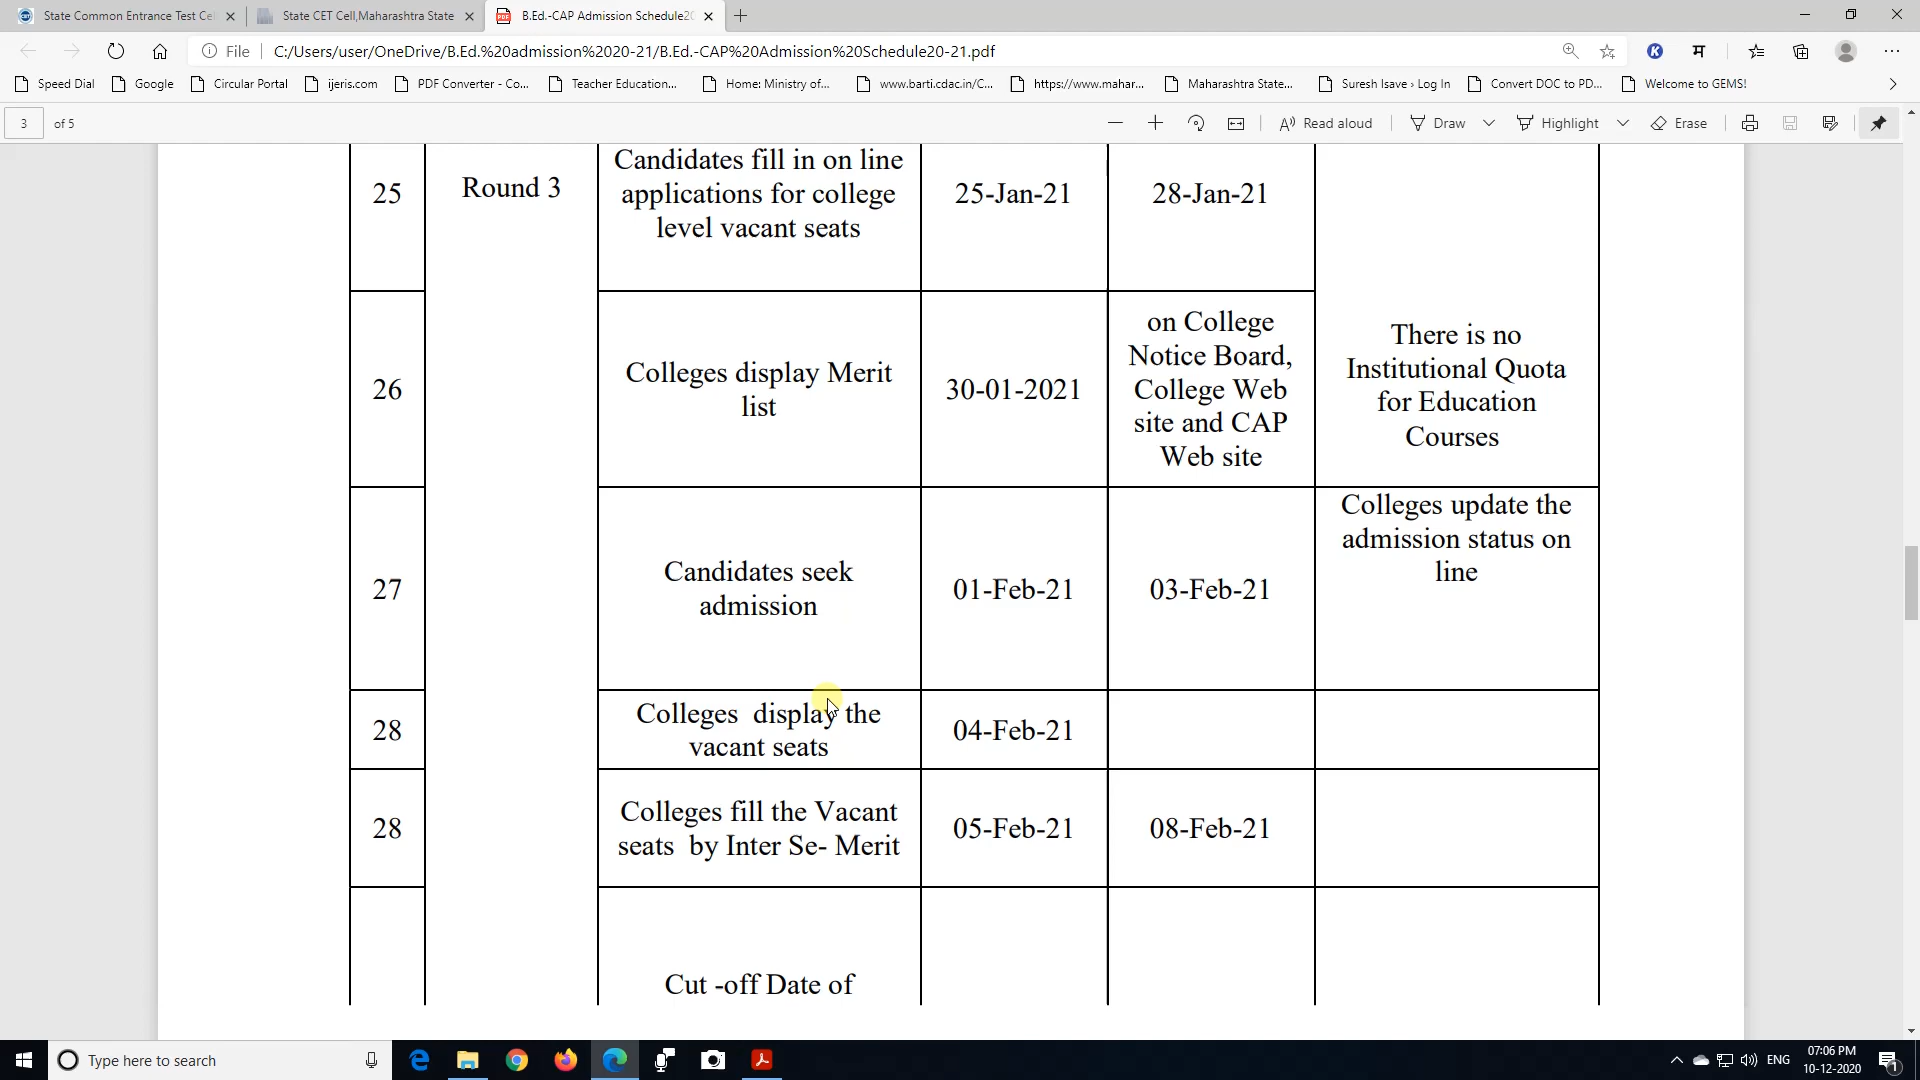 State Common Entrance Test Cel
State CET Cell,Maharashtra State
B.Ed.-CAP Admission Schedule20
File
C:/Users/user/OneDrive/B.Ed.%20admission%2020-21/B.Ed.-CAP%20Admission%20Schedule20-21.pdf
K
म
Speed Dial
Google
Circular Portal
ijeris.com
PDF Converter - Co...
Teacher Education...
Home: Ministry of...
www.barti.cdac.in/C...
https://www.mahar...
Maharashtra State...
Suresh Isave › Log In
Convert DOC to PD...
Welcome to GEMS!
3 of 5
Read aloud
Draw
Highlight
Erase
25
Round 3
Candidates fill in on line
applications for college
level vacant seats
25-Jan-21
28-Jan-21
26
Colleges display Merit
list
30-01-2021
on College
Notice Board,
College Web
site and CAP
Web site
There is no
Institutional Quota
for Education
Courses
27
Candidates seek
admission
01-Feb-21
03-Feb-21
Colleges update the
admission status on
line
28
Colleges display the
vacant seats
04-Feb-21
28
Colleges fill the Vacant
seats by Inter Se- Merit
05-Feb-21
08-Feb-21
Cut -off Date of
Type here to search
ENG
07:06 PM
10-12-2020
1